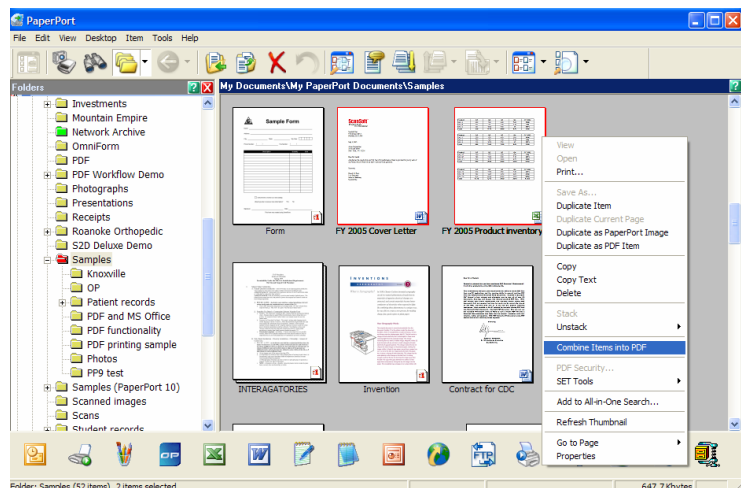 PaperPort
File Edit View Desktop Item Tools Help
Folders
My Documents\My PaperPort Documents\Samples
Investments
Mountain Empire
Network Archive
OmniForm
PDF
PDF Workflow Demo
Photographs
Presentations
Receipts
Roanoke Orthopedic
S2D Deluxe Demo
Samples
Knoxville
OP
Patient records
PDF and MS Office
PDF functionality
PDF printing sample
Photos
PP9 test
Samples (PaperPort 10)
Scanned images
Scans
Student records
Sample Form
ScanSoft
Form
FY 2005 Cover Letter
FY 2005 Product inventory
INVENTIONS
INTERAGATORIES
Invention
Contract for CDC
View
Open
Print...
Save As...
Duplicate Item
Duplicate Current Page
Duplicate as PaperPort Image
Duplicate as PDF Item
Copy
Copy Text
Delete
Stack
Unstack
Combine Items into PDF
PDF Security...
SET Tools
Add to All-in-One Search...
Refresh Thumbnail
Go to Page
Properties
OP
FTP
Folder: Samples (52 items) 2 items selected
647.7 Kbytes